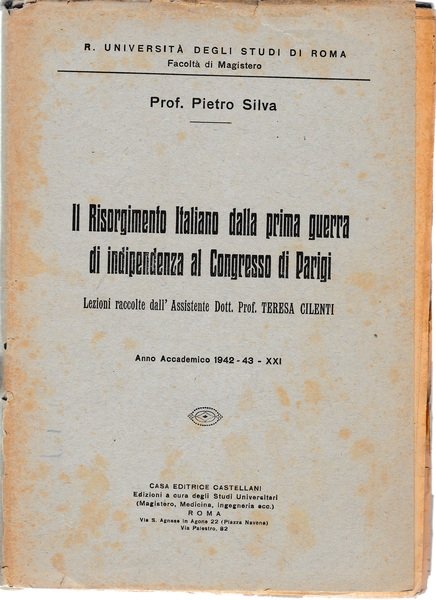 R. UNIVERSITÀ DEGLI STUDI DI ROMA
Facoltà di Magistero
Prof. Pietro Silva
Il Risorgimento Italiano dalla prima guerra
di indipendenza al Congresso di Parigi
Lezioni raccolte dall' Assistente Dott. Prof. TERESA CILENTI
Anno Accademico 1942-43 - XXI
CASA EDITRICE CASTELLANI
Edizioni a cura degli Studi Universitari
(Magistero, Medicina, ingegneria acc.)
ROMA
Via S. Agnese in Agone 22 (Piazza Navona)
Via Palestro, 82